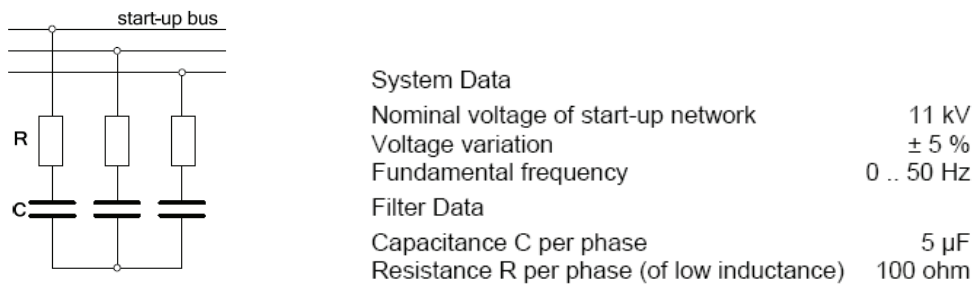 start-up bus
R
C
System Data
Nominal voltage of start-up network 11 kV
Voltage variation ± 5 %
Fundamental frequency 0 .. 50 Hz
Filter Data
Capacitance C per phase 5 µF
Resistance R per phase (of low inductance) 100 ohm